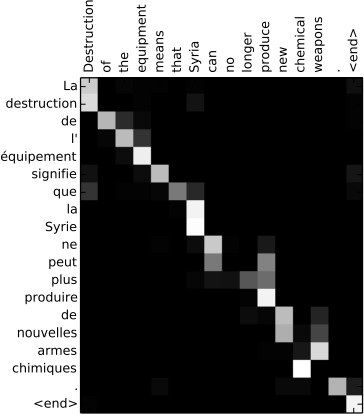 Destruction
of
the
equipment
means
that
Syria
can
no
longer
produce
new
chemical
weapons
.
<end>
La
destruction
de
l'
équipement
signifie
que
la
Syrie
ne
peut
plus
produire
de
nouvelles
armes
chimiques
.
<end>